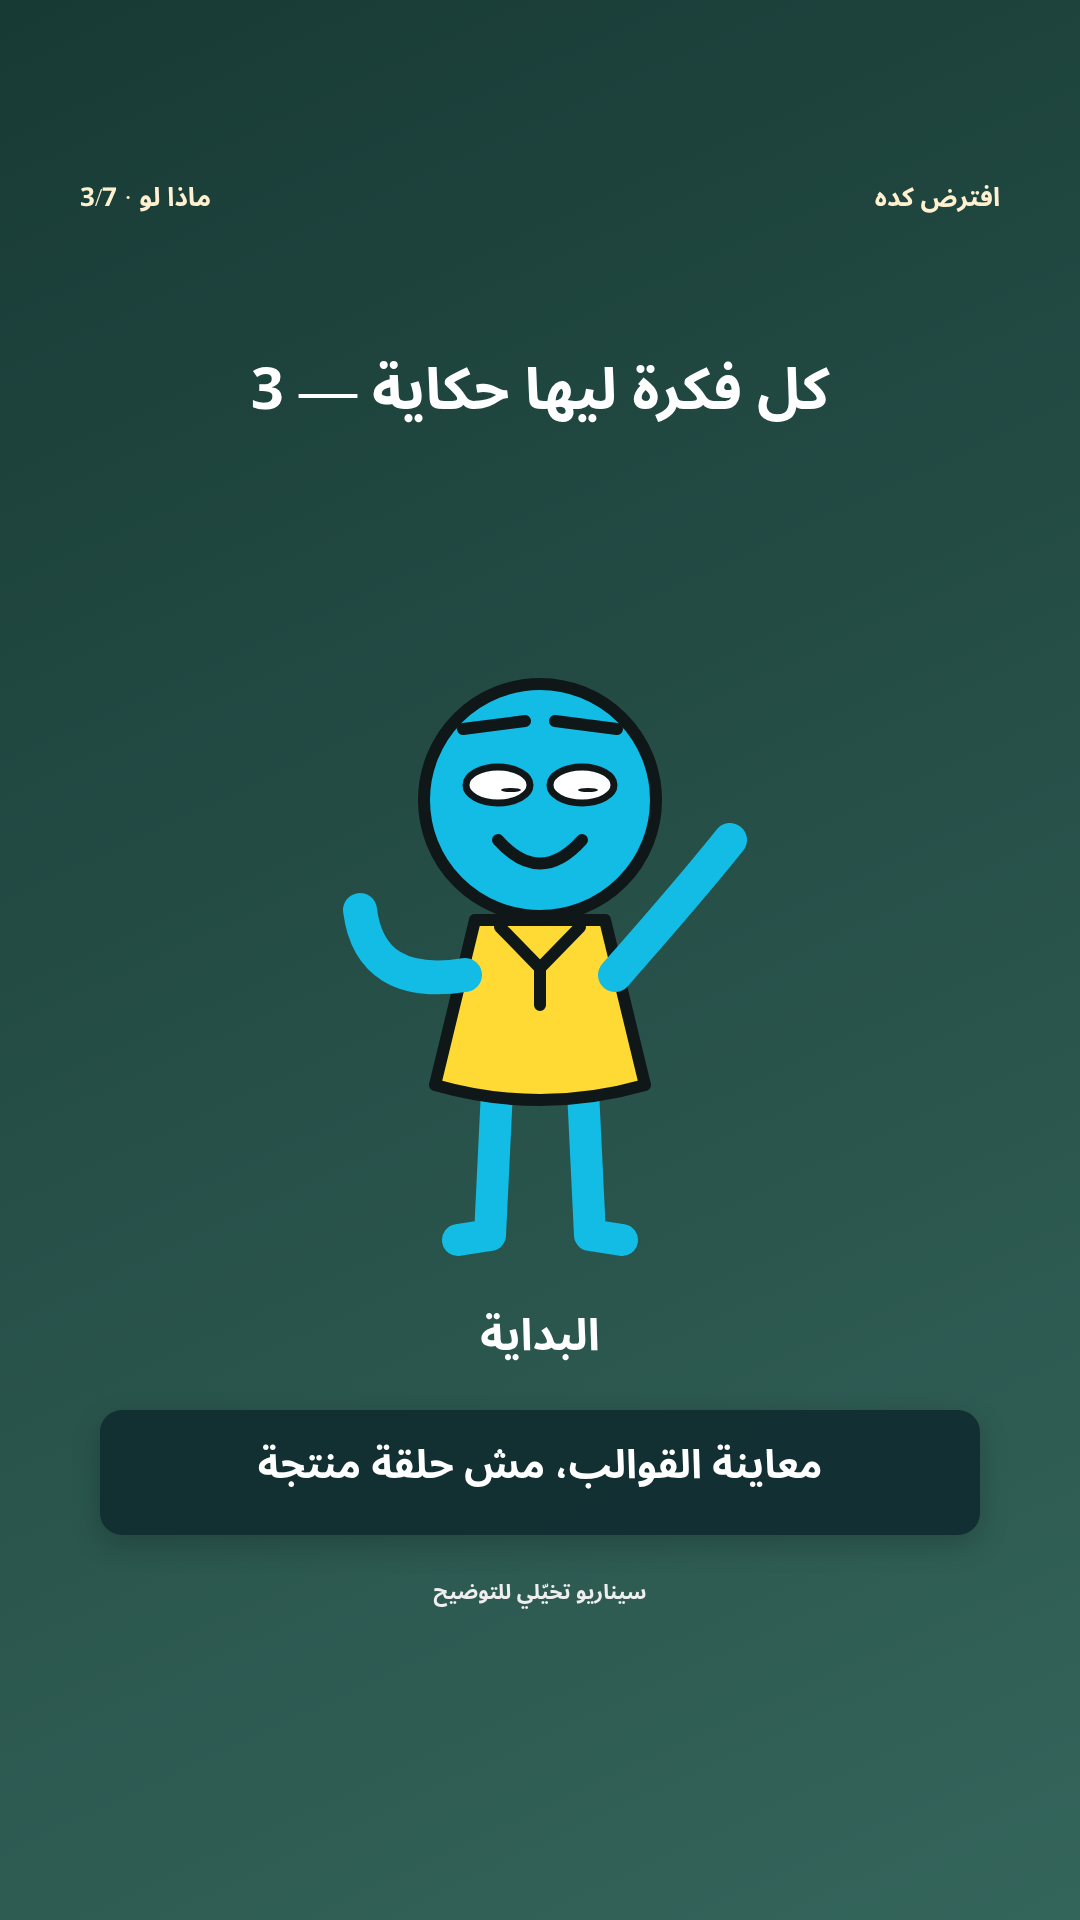 افترض كده
ماذا لو · 3/7
كل فكرة ليها حكاية — 3
البداية
معاينة القوالب، مش حلقة منتجة
سيناريو تخيّلي للتوضيح